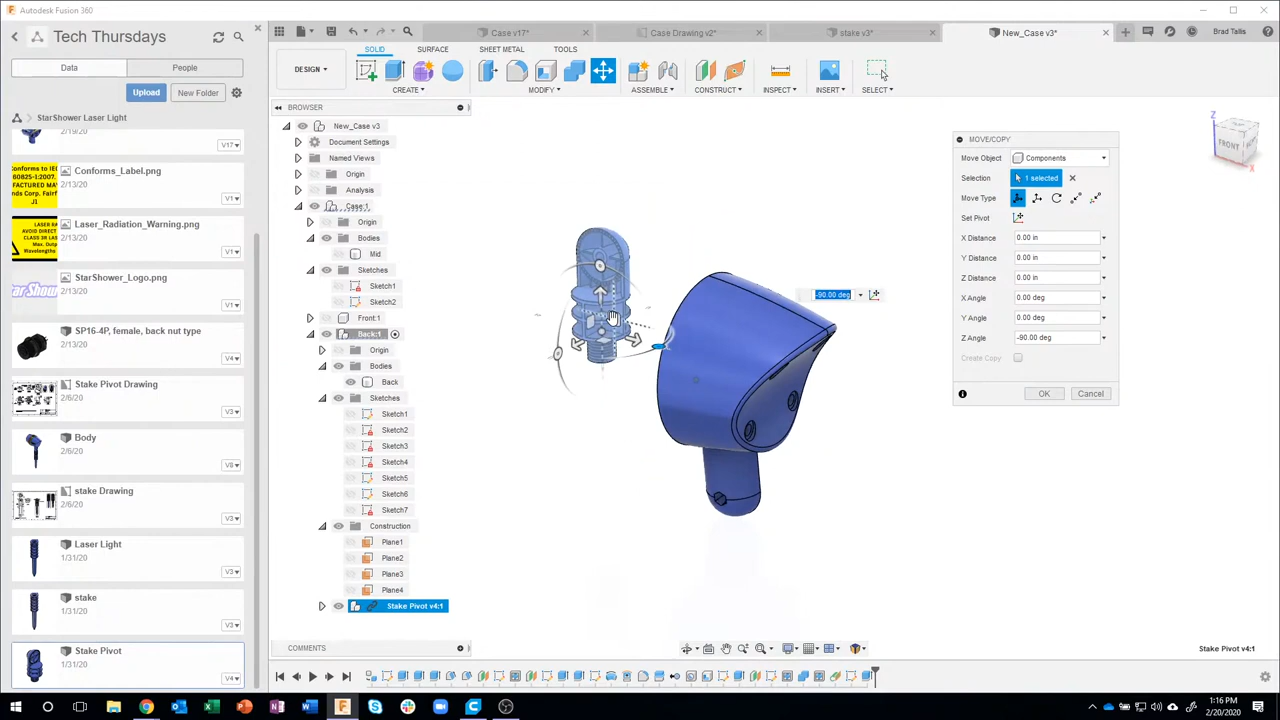 Autodesk Fusion 360
Tech Thursdays
Data
People
Upload
New Folder
StarShower Laser Light
2/19/20
V17
Conforms_Label.png
2/13/20
V1
Laser_Radiation_Warning.png
2/13/20
V1
StarShower_Logo.png
2/13/20
V1
SP16-4P, female, back nut type
2/13/20
V4
Stake Pivot Drawing
2/6/20
V3
Body
2/6/20
V8
stake Drawing
2/6/20
V3
Laser Light
1/31/20
V3
stake
1/31/20
V3
Stake Pivot
1/31/20
V4
Case v17*
Case Drawing v2*
stake v3*
New_Case v3*
Brad Tallis
DESIGN
SOLID
SURFACE
SHEET METAL
TOOLS
CREATE
MODIFY
ASSEMBLE
CONSTRUCT
INSPECT
INSERT
SELECT
BROWSER
New_Case v3
Document Settings
Named Views
Origin
Analysis
Case:1
Origin
Bodies
Mid
Sketches
Sketch1
Sketch2
Front:1
Back:1
Origin
Bodies
Back
Sketches
Sketch1
Sketch2
Sketch3
Sketch4
Sketch5
Sketch6
Sketch7
Construction
Plane1
Plane2
Plane3
Plane4
Stake Pivot v4:1
COMMENTS
-90.00 deg
Z
FRONT
X
MOVE/COPY
Move Object
Components
Selection
1 selected
Move Type
Set Pivot
X Distance
0.00 in
Y Distance
0.00 in
Z Distance
0.00 in
X Angle
0.00 deg
Y Angle
0.00 deg
Z Angle
-90.00 deg
Create Copy
OK
Cancel
Stake Pivot v4:1
1:16 PM
2/20/2020